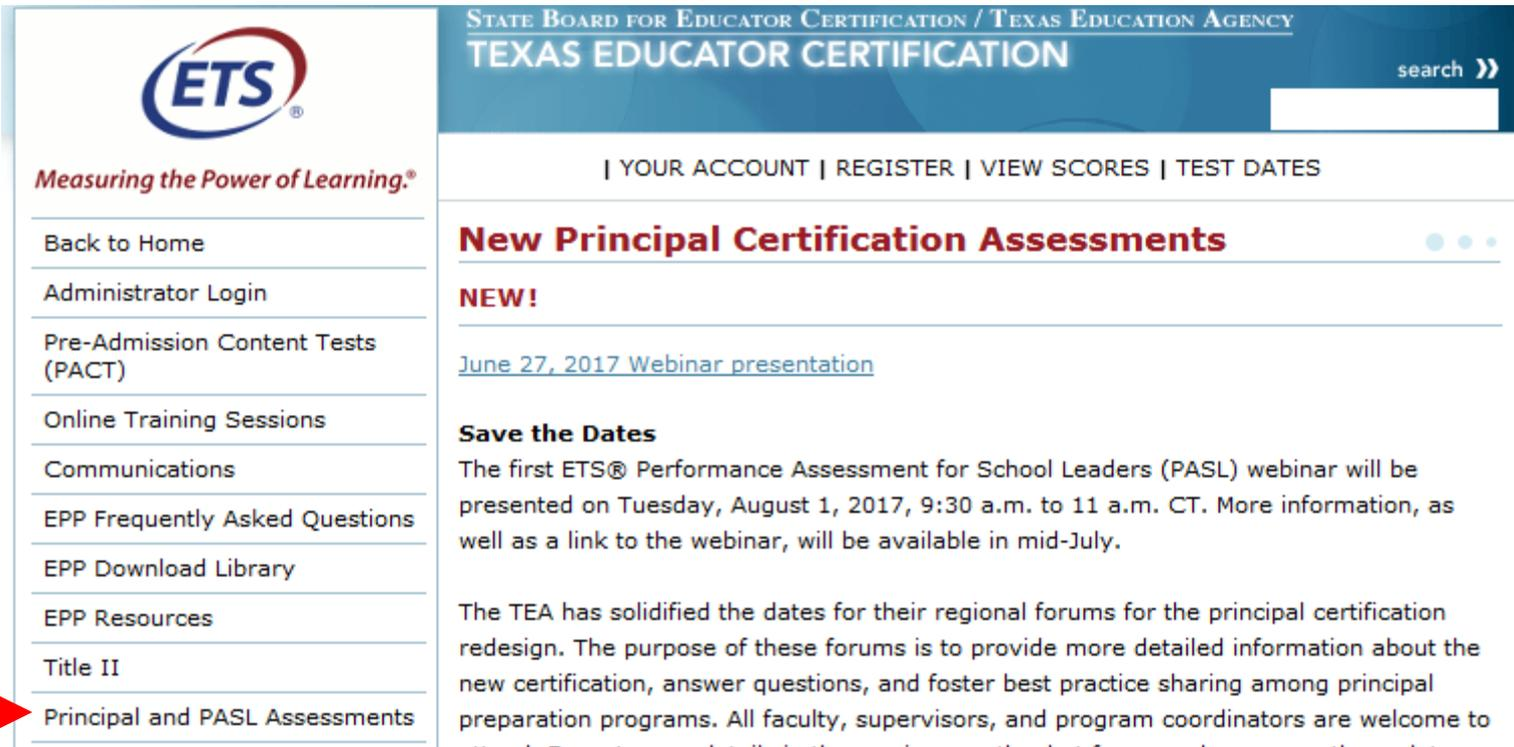 ETS®
Measuring the Power of Learning.®
Back to Home
Administrator Login
Pre-Admission Content Tests
(PACT)
Online Training Sessions
Communications
EPP Frequently Asked Questions
EPP Download Library
EPP Resources
Title II
Principal and PASL Assessments
STATE BOARD FOR EDUCATOR CERTIFICATION / TEXAS EDUCATION AGENCY
TEXAS EDUCATOR CERTIFICATION
search »
| YOUR ACCOUNT | REGISTER | VIEW SCORES | TEST DATES
New Principal Certification Assessments
NEW!
June 27, 2017 Webinar presentation
Save the Dates
The first ETS® Performance Assessment for School Leaders (PASL) webinar will be
presented on Tuesday, August 1, 2017, 9:30 a.m. to 11 a.m. CT. More information, as
well as a link to the webinar, will be available in mid-July.
The TEA has solidified the dates for their regional forums for the principal certification
redesign. The purpose of these forums is to provide more detailed information about the
new certification, answer questions, and foster best practice sharing among principal
preparation programs. All faculty, supervisors, and program coordinators are welcome to